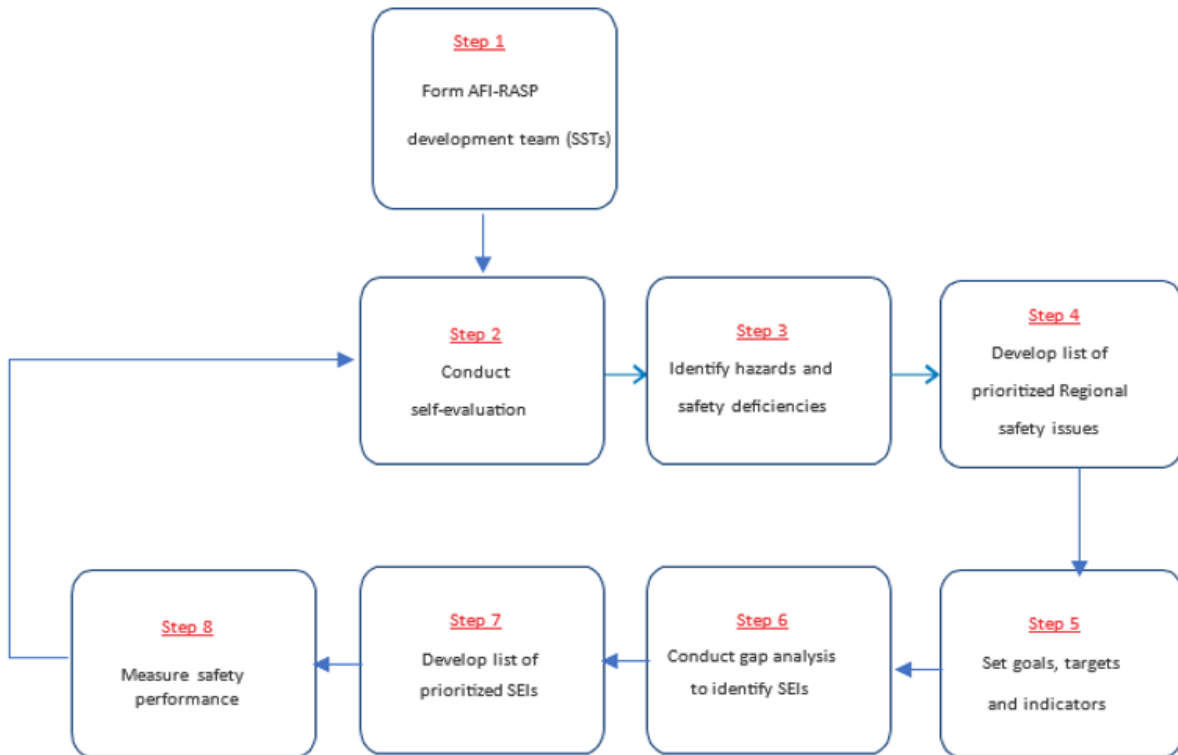 Step 1
Form AFI-RASP
development team (SSTs)
Step 2
Conduct
self-evaluation
Step 3
Identify hazards and
safety deficiencies
Step 4
Develop list of
prioritized Regional
safety issues
Step 5
Set goals, targets
and indicators
Step 6
Conduct gap analysis
to identify SEIs
Step 7
Develop list of
prioritized SEIs
Step 8
Measure safety
performance